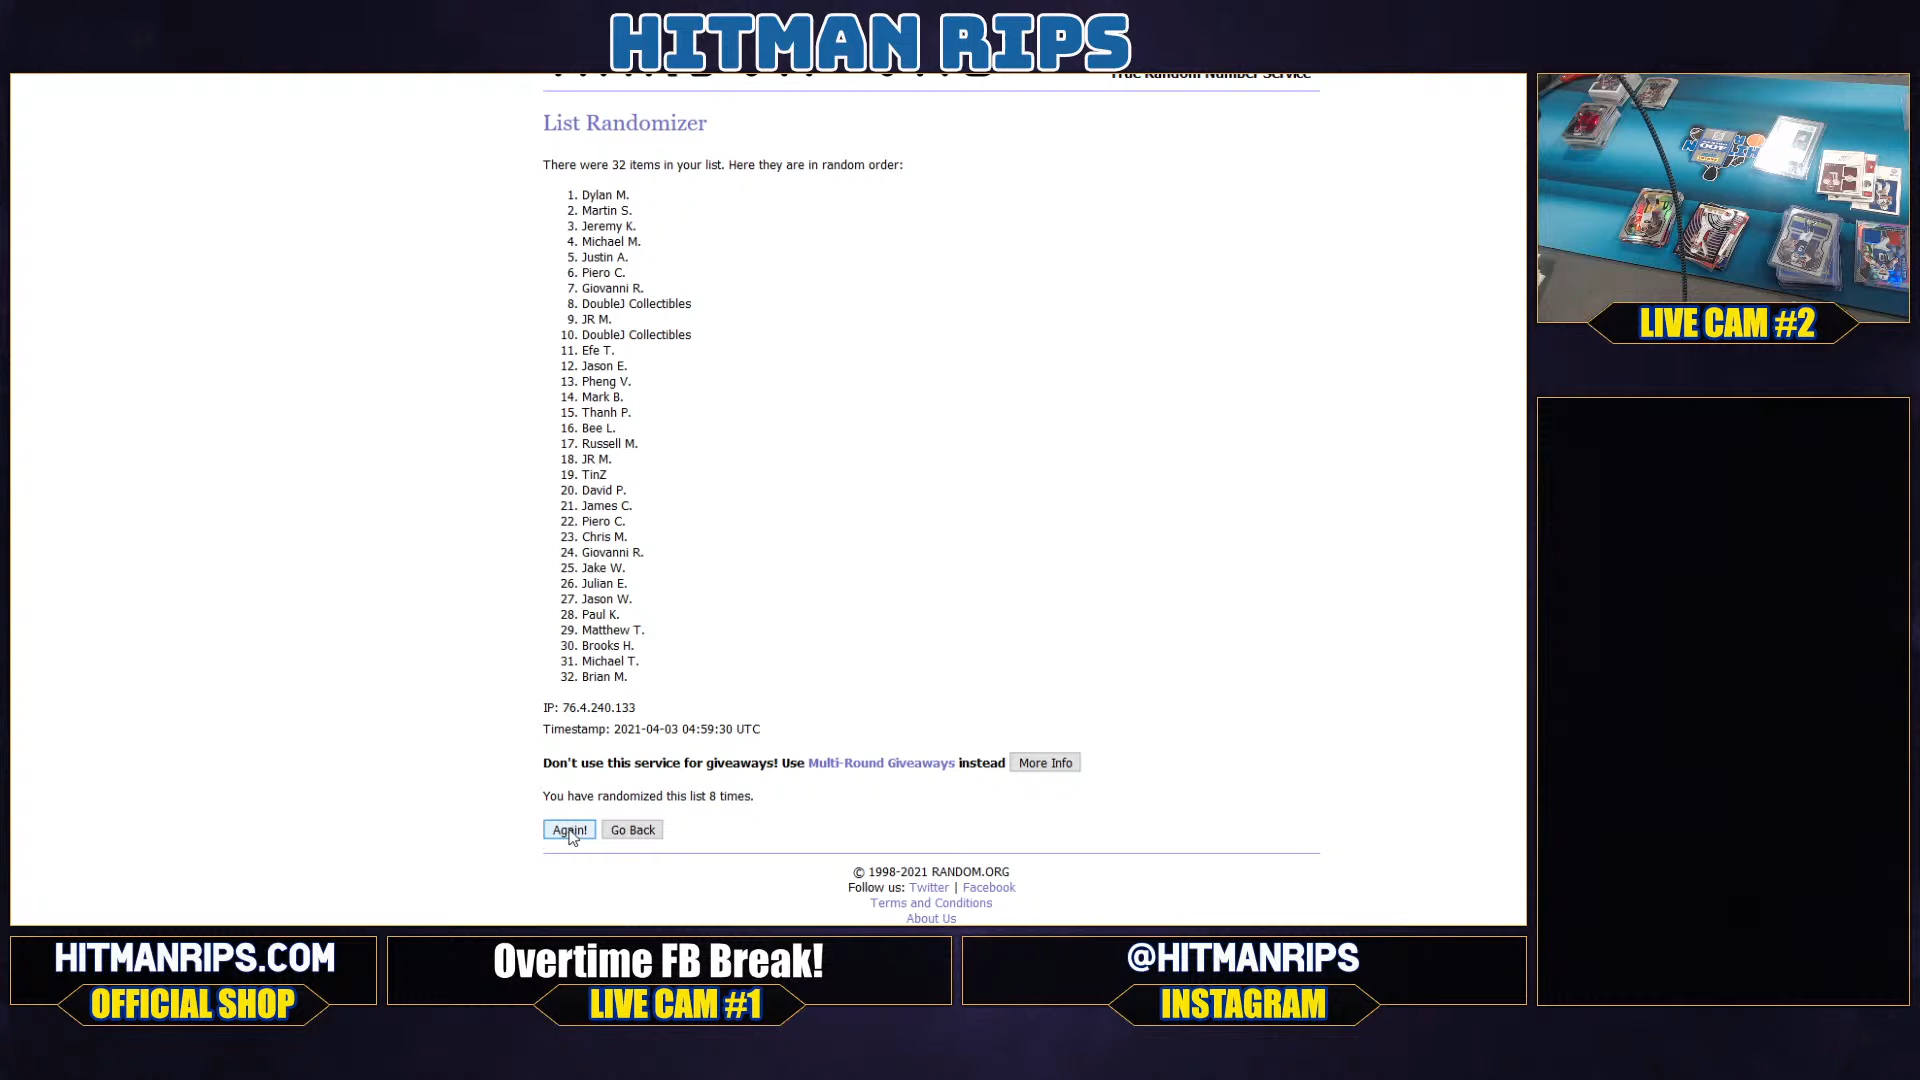 HITMAN RIPS
True Random Number Service
List Randomizer
There were 32 items in your list. Here they are in random order:
1. Dylan M.
2. Martin S.
3. Jeremy K.
4. Michael M.
5. Justin A.
6. Piero C.
7. Giovanni R.
8. DoubleJ Collectibles
9. JR M.
10. DoubleJ Collectibles
11. Efe T.
12. Jason E.
13. Pheng V.
14. Mark B.
15. Thanh P.
16. Bee L.
17. Russell M.
18. JR M.
19. TinZ
20. David P.
21. James C.
22. Piero C.
23. Chris M.
24. Giovanni R.
25. Jake W.
26. Julian E.
27. Jason W.
28. Paul K.
29. Matthew T.
30. Brooks H.
31. Michael T.
32. Brian M.
IP: 76.4.240.133
Timestamp: 2021-04-03 04:59:30 UTC
Don't use this service for giveaways! Use Multi-Round Giveaways instead More Info
You have randomized this list 8 times.
Again! Go Back
© 1998-2021 RANDOM.ORG
Follow us: Twitter | Facebook
Terms and Conditions
About Us
LIVE CAM #2
HITMANRIPS.COM
OFFICIAL SHOP
Overtime FB Break!
LIVE CAM #1
@HITMANRIPS
INSTAGRAM